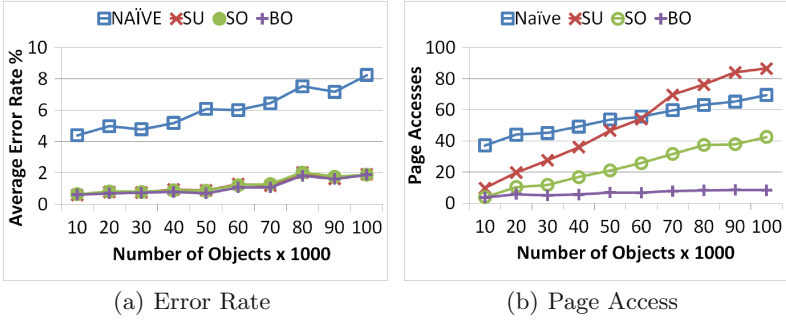 NAÏVE SU SO BO
Average Error Rate %
10
8
6
4
2
0
10 20 30 40 50 60 70 80 90 100
Number of Objects x 1000
(a) Error Rate
Naïve SU SO BO
Page Accesses
100
80
60
40
20
0
10 20 30 40 50 60 70 80 90 100
Number of Objects x 1000
(b) Page Access